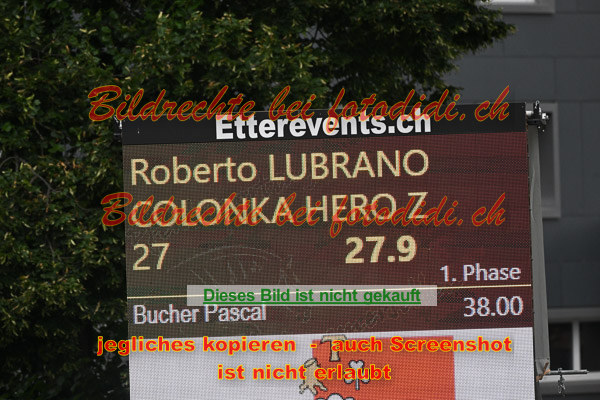 Bildrechte bei fotodidi.ch
Etterevents.ch
Roberto LUBRANO
COLONKA HERO Z
Bildrechte bei fotodidi.ch
27 27.9
1. Phase
Dieses Bild ist nicht gekauft
Bucher Pascal 38.00
jegliches kopieren - auch Screenshot
ist nicht erlaubt